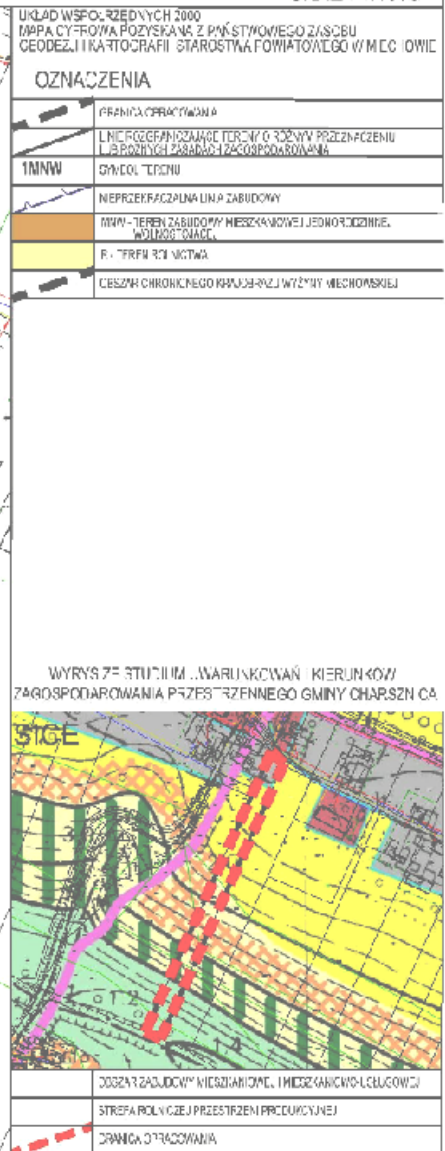 UKŁAD WSPÓŁRZĘDNYCH 2000
MAPA CYFROWA POZYSKANA Z PAŃSTWOWEGO ZASOBU
GEODEZJI I KARTOGRAFII STAROSTWA POWIATOWEGO W MIECHOWIE
OZNACZENIA
GRANICA OPRACOWANIA
LINIE ROZGRANICZAJĄCE TERENY O RÓŻNYM PRZEZNACZENIU
LUB RÓŻNYCH ZASADACH ZAGOSPODAROWANIA
1MNW SYMBOL TERENU
NIEPRZEKRACZALNA LINIA ZABUDOWY
MNW - TEREN ZABUDOWY MIESZKANIOWEJ JEDNORODZINNEJ
WOLNOSTOJĄCEJ
R - TEREN ROLNICTWA
OBSZAR CHRONIONEGO KRAJOBRAZU WYŻYNY MIECHOWSKIEJ
WYRYS ZE STUDIUM UWARUNKOWAŃ I KIERUNKÓW
ZAGOSPODAROWANIA PRZESTRZENNEGO GMINY CHARSZNICA
OBSZAR ZABUDOWY MIESZKANIOWEJ I MIESZKANIOWO-USŁUGOWEJ
STREFA ROLNICZEJ PRZESTRZENI PRODUKCYJNEJ
GRANICA OPRACOWANIA